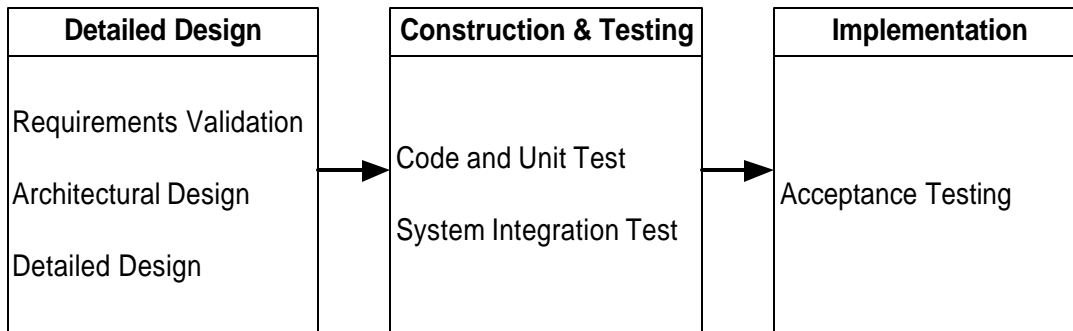 Detailed Design
Requirements Validation
Architectural Design
Detailed Design
Construction & Testing
Code and Unit Test
System Integration Test
Implementation
Acceptance Testing